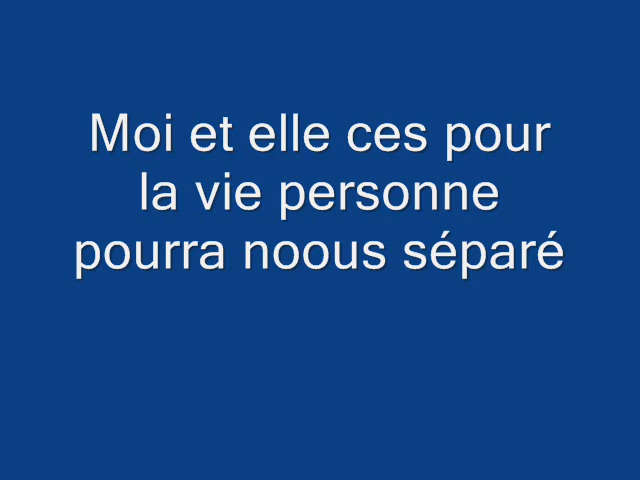 Moi et elle ces pour
la vie personne
pourra noous séparé